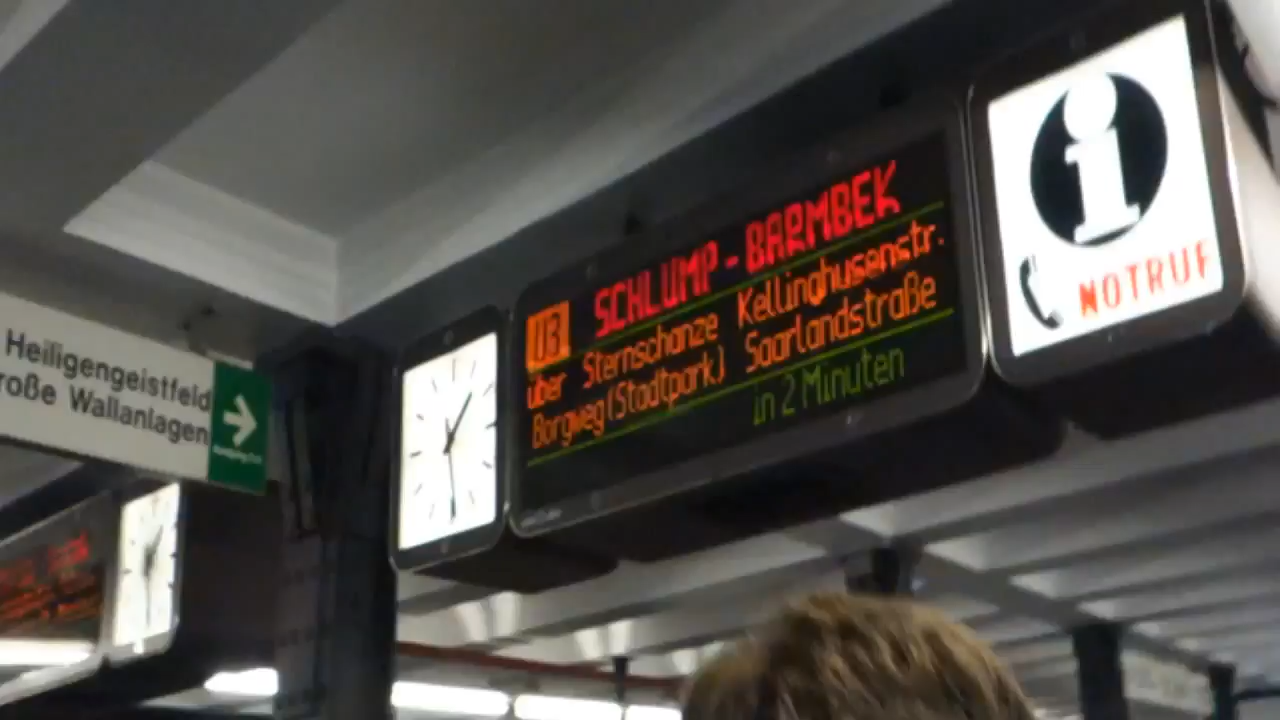 Heiligengeistfeld
roße Wallanlagen
U3
SCHLUMP - BARMBEK
über Sternschanze Kellinghusenstr.
Borgweg(Stadtpark) Saarlandstraße
in 2 Minuten
i
NOTRUF